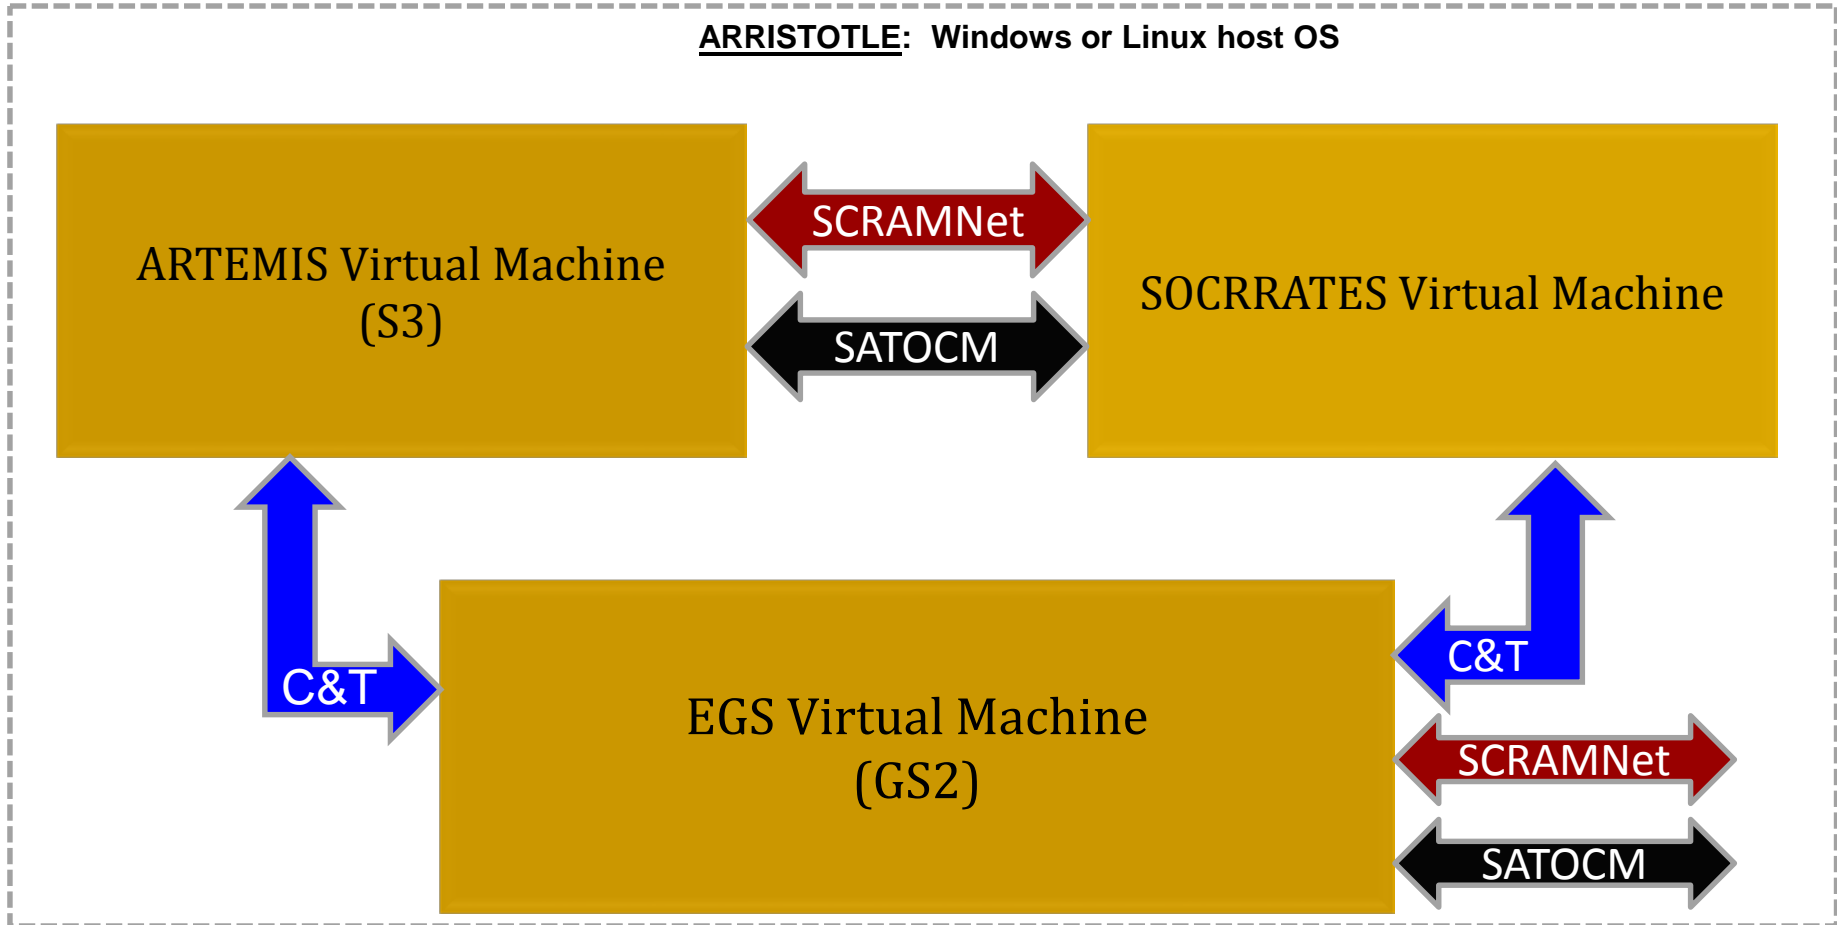 ARRISTOTLE: Windows or Linux host OS
ARTEMIS Virtual Machine
(S3)
SCRAMNet
SATOCM
SOCRRATES Virtual Machine
C&T
EGS Virtual Machine
(GS2)
C&T
SCRAMNet
SATOCM